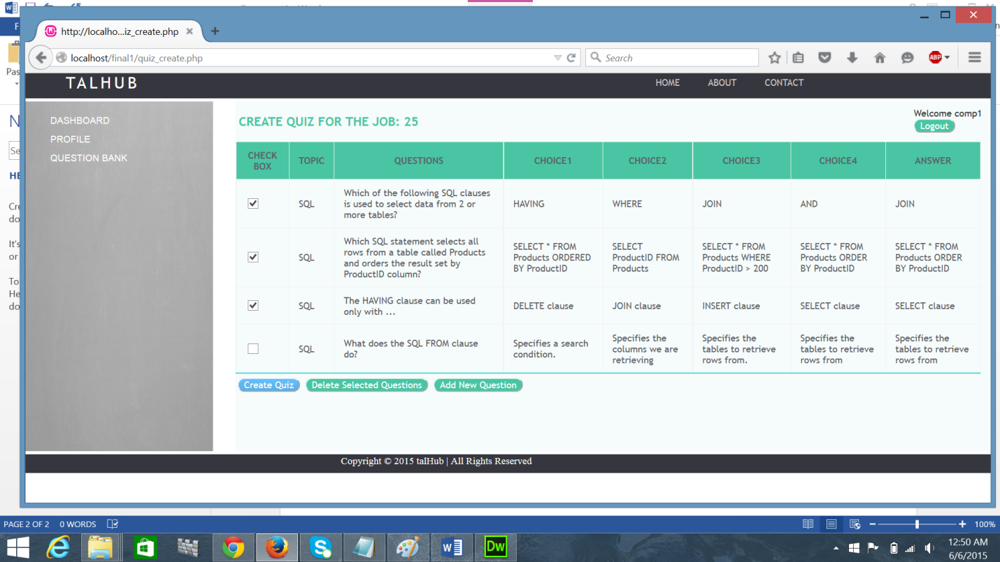 http://localho...iz_create.php
localhost/final1/quiz_create.php
Search
ABP
TALHUB
HOME ABOUT CONTACT
DASHBOARD
PROFILE
QUESTION BANK
Welcome comp1
Logout
CREATE QUIZ FOR THE JOB: 25
CHECK BOX TOPIC QUESTIONS CHOICE1 CHOICE2 CHOICE3 CHOICE4 ANSWER
SQL
Which of the following SQL clauses
is used to select data from 2 or
more tables?
HAVING
WHERE
JOIN
AND
JOIN
SQL
Which SQL statement selects all
rows from a table called Products
and orders the result set by
ProductID column?
SELECT * FROM
Products ORDERED
BY ProductID
SELECT
ProductID FROM
Products
SELECT * FROM
Products WHERE
ProductID > 200
SELECT * FROM
Products ORDER
BY ProductID
SELECT * FROM
Products ORDER
BY ProductID
SQL
The HAVING clause can be used
only with ...
DELETE clause
JOIN clause
INSERT clause
SELECT clause
SELECT clause
SQL
What does the SQL FROM clause
do?
Specifies a search
condition.
Specifies the
columns we are
retrieving
Specifies the
tables to retrieve
rows from.
Specifies the
tables to retrieve
rows from
Specifies the
tables to retrieve
rows from
Create Quiz Delete Selected Questions Add New Question
Copyright © 2015 talHub | All Rights Reserved
PAGE 2 OF 2 0 WORDS
100%
Dw
12:50 AM
6/6/2015